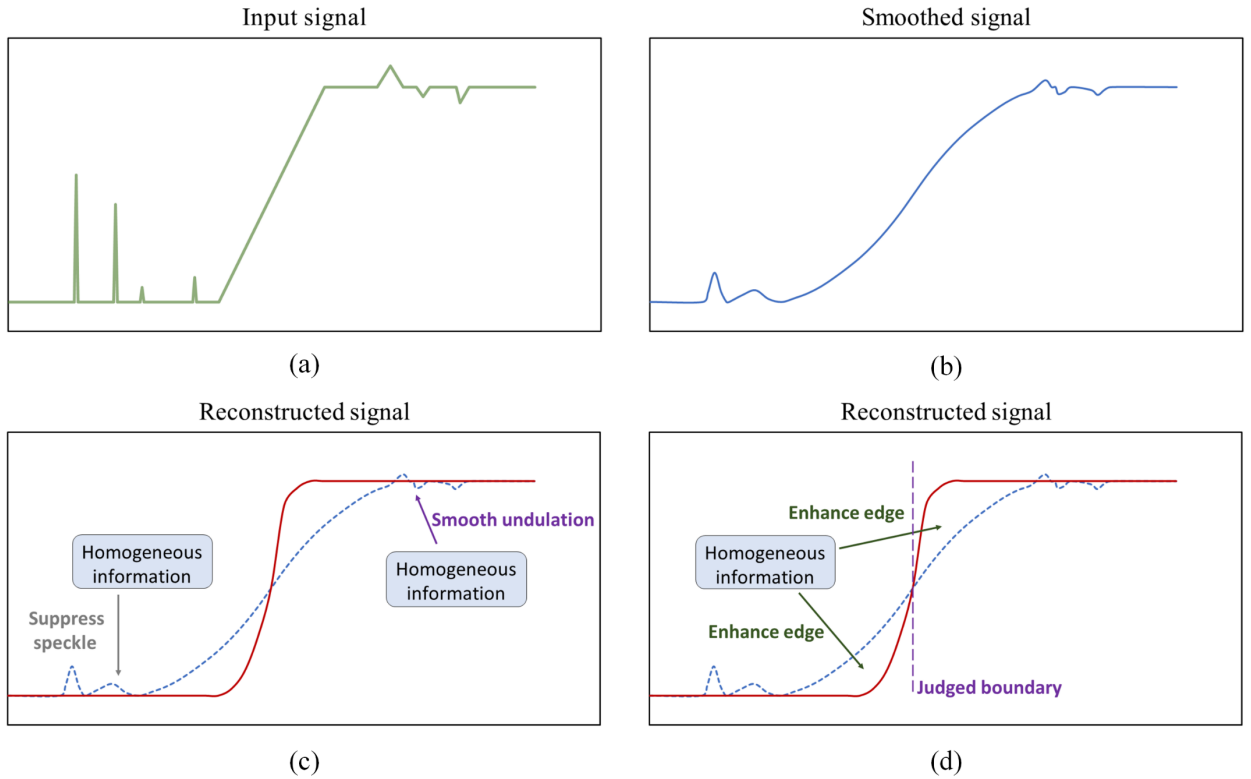 Input signal
Smoothed signal
(a)
(b)
Reconstructed signal
Reconstructed signal
Smooth undulation
Homogeneous
information
Homogeneous
information
Suppress
speckle
Enhance edge
Homogeneous
information
Enhance edge
Judged boundary
(c)
(d)